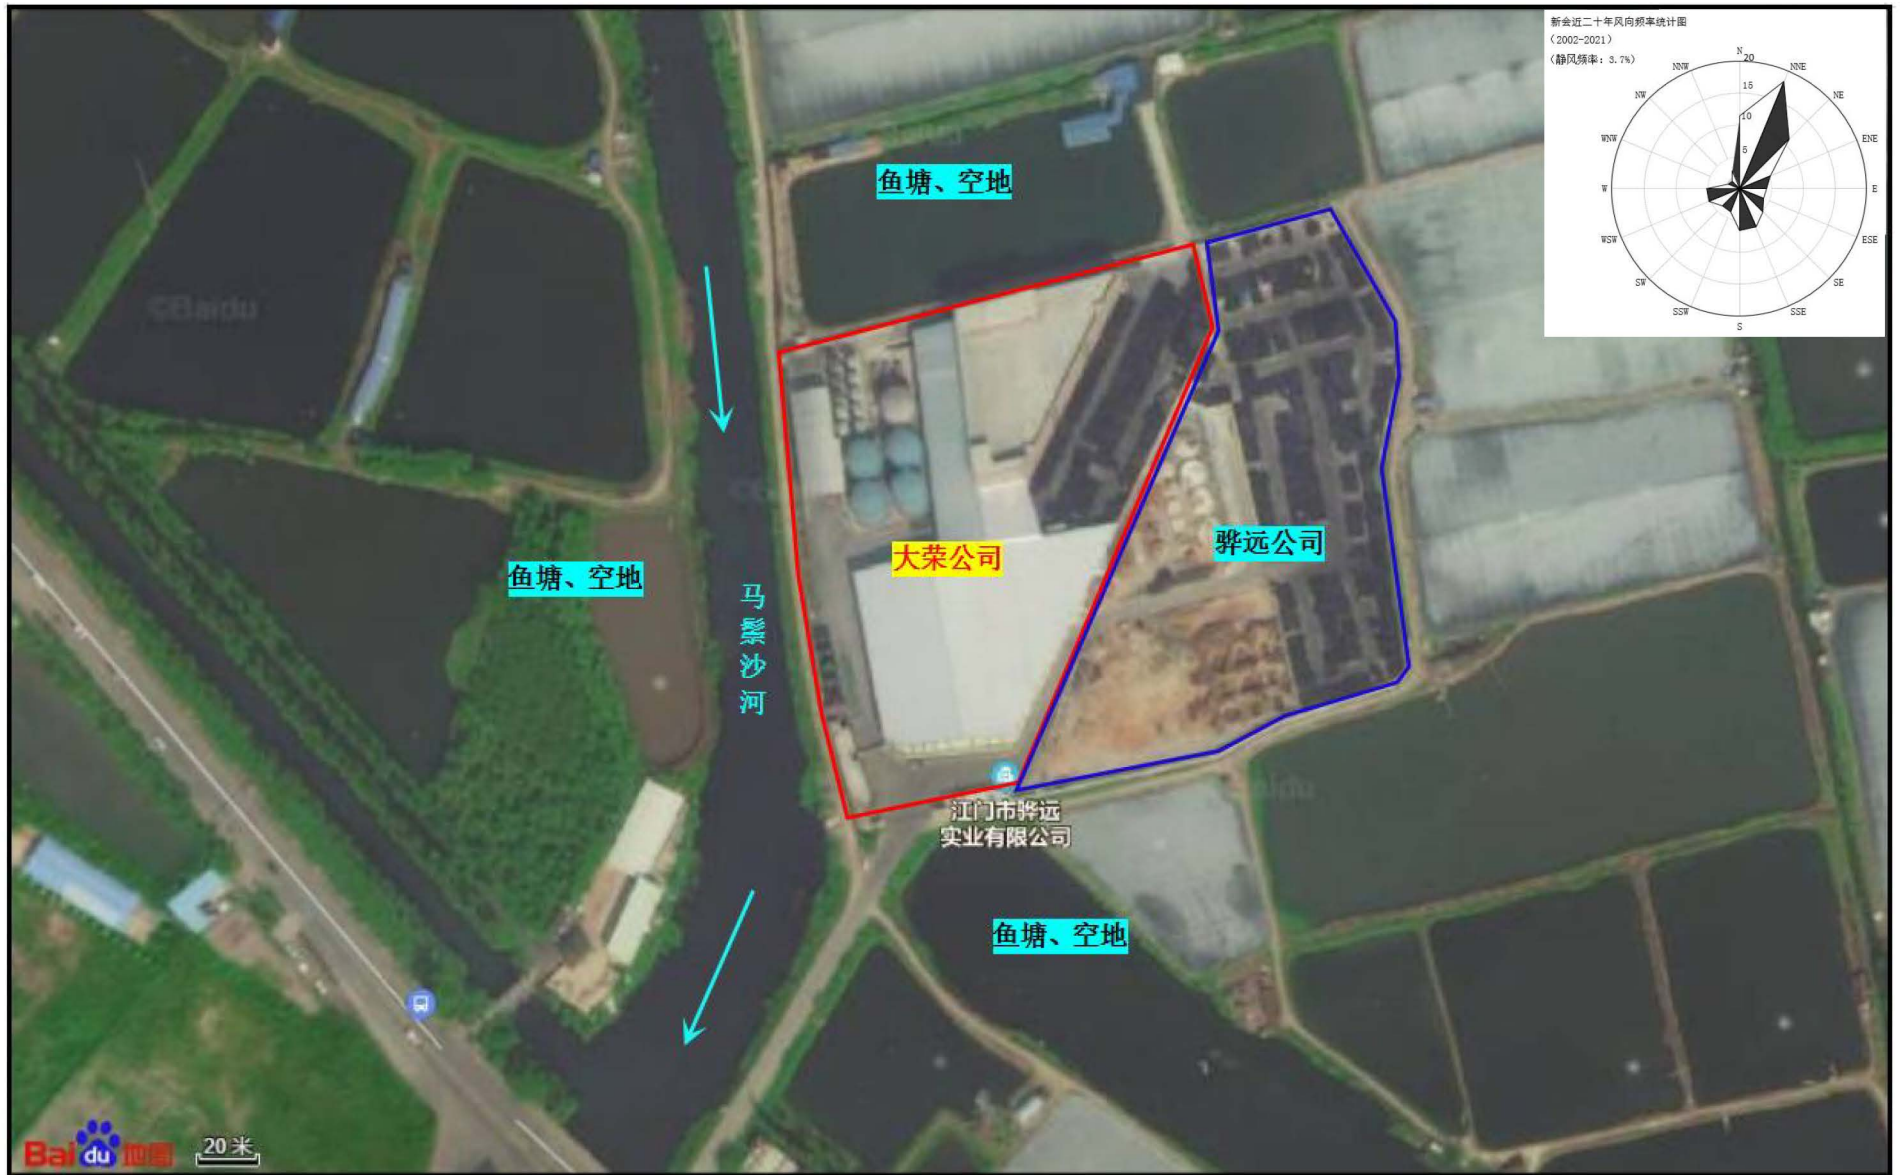 新会近二十年风向频率统计图
（2002-2021）
（静风频率：3.7%）
N
20
NNW
NNE
15
NW
NE
10
WNW
ENE
5
W
E
WSW
ESE
SW
SE
SSW
SSE
S
鱼塘、空地
©Baidu
骅远公司
大荣公司
鱼塘、空地
马鬃沙河
江门市骅远
实业有限公司
鱼塘、空地
Baidu地图
20 米